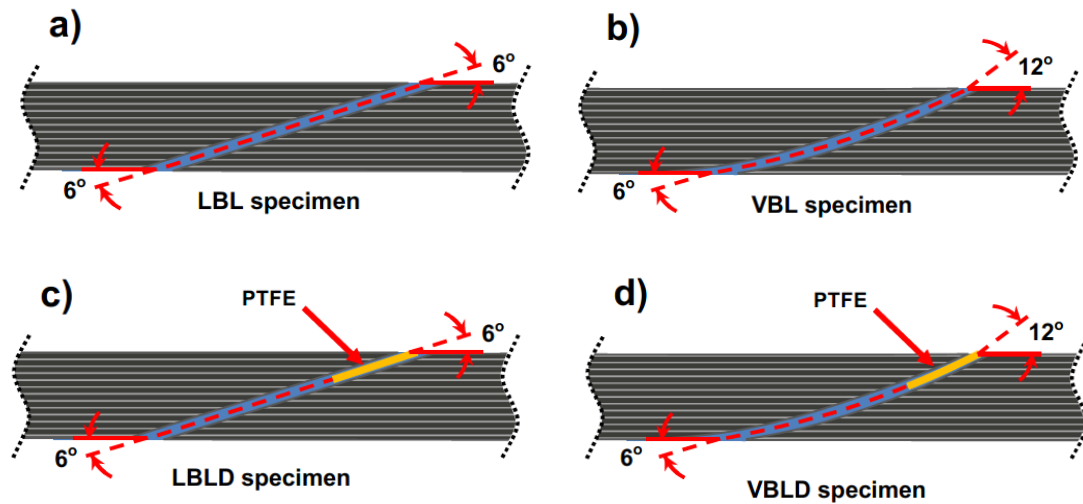 a)
6°
6°
LBL specimen
b)
12°
6°
VBL specimen
c)
PTFE
6°
6°
LBLD specimen
d)
PTFE
12°
6°
VBLD specimen